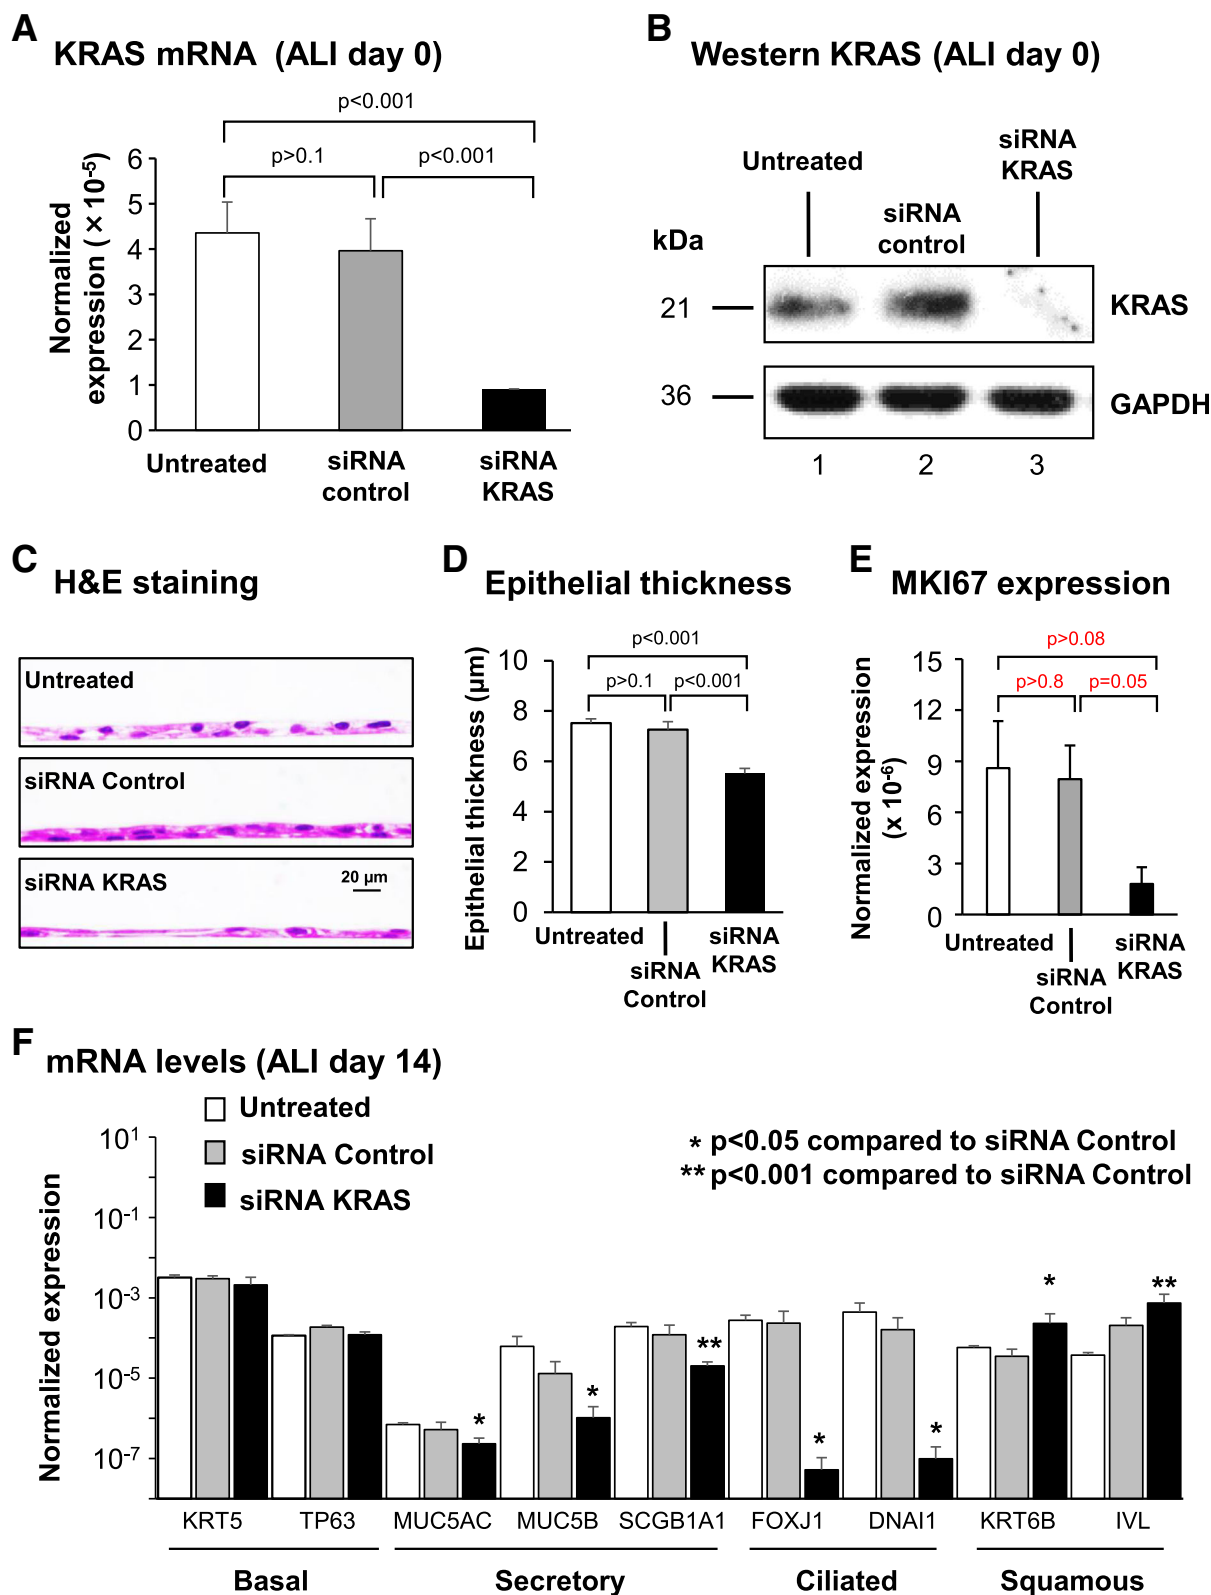 A
KRAS mRNA (ALI day 0)
p<0.001
p>0.1
p<0.001
Normalized
expression (×10-5)
6
5
4
3
2
1
0
Untreated
siRNA
control
siRNA
KRAS
B
Western KRAS (ALI day 0)
Untreated
siRNA
control
siRNA
KRAS
kDa
21
KRAS
36
GAPDH
1 2 3
C
H&E staining
Untreated
siRNA Control
siRNA KRAS
20 µm
D
Epithelial thickness
p<0.001
p>0.1
p<0.001
Epithelial thickness (µm)
10
8
6
4
2
0
Untreated
siRNA
Control
siRNA
KRAS
E
MKI67 expression
p>0.08
p>0.8
p=0.05
Normalized expression
(x 10-6)
15
12
9
6
3
0
Untreated
siRNA
Control
siRNA
KRAS
F
mRNA levels (ALI day 14)
Untreated
siRNA Control
siRNA KRAS
* p<0.05 compared to siRNA Control
** p<0.001 compared to siRNA Control
Normalized expression
101
10-1
10-3
10-5
10-7
*
*
**
*
*
*
**
KRT5 TP63 MUC5AC MUC5B SCGB1A1 FOXJ1 DNAI1 KRT6B IVL
Basal Secretory Ciliated Squamous